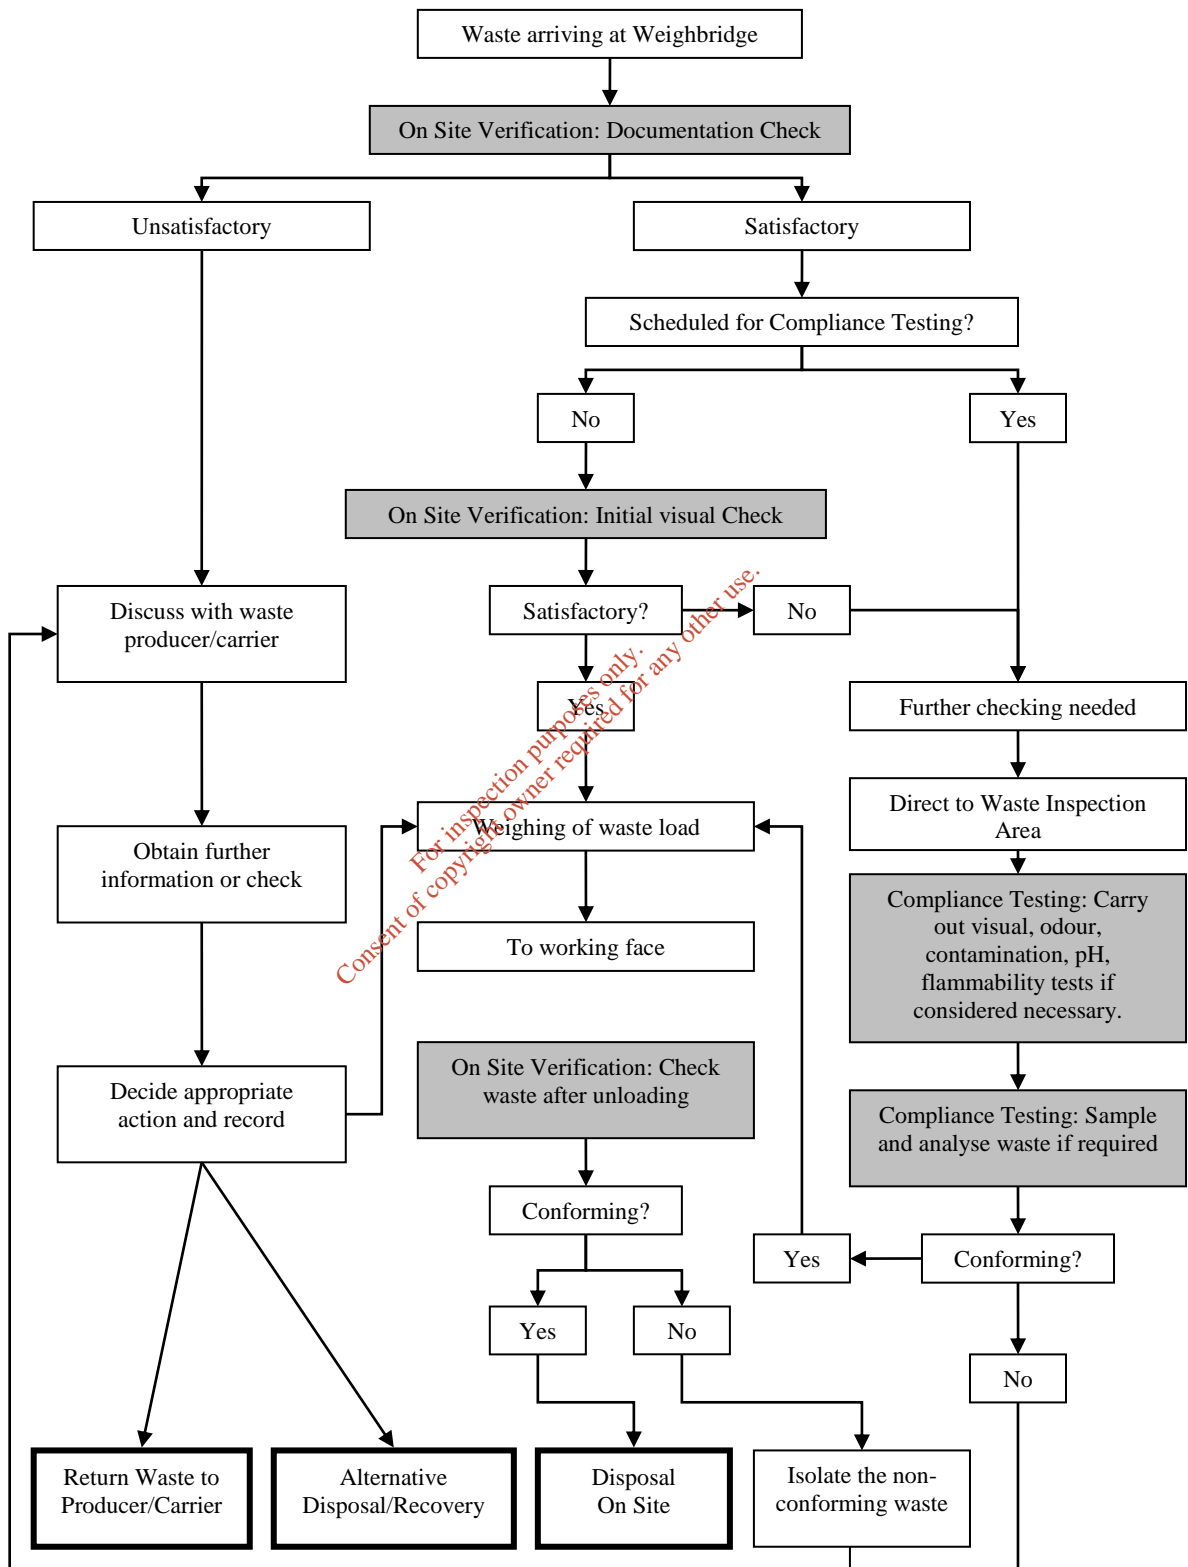 Waste arriving at Weighbridge
On Site Verification: Documentation Check
Unsatisfactory
Satisfactory
Scheduled for Compliance Testing?
No
Yes
On Site Verification: Initial visual Check
Discuss with waste
producer/carrier
Satisfactory?
No
Yes
Further checking needed
Weighing of waste load
Direct to Waste Inspection
Area
Obtain further
information or check
To working face
Compliance Testing: Carry
out visual, odour,
contamination, pH,
flammability tests if
considered necessary.
On Site Verification: Check
waste after unloading
Decide appropriate
action and record
Compliance Testing: Sample
and analyse waste if required
Conforming?
Yes
Conforming?
Yes
No
No
Return Waste to
Producer/Carrier
Alternative
Disposal/Recovery
Disposal
On Site
Isolate the non-
conforming waste
For inspection purposes only.
Consent of copyright owner required for any other use.